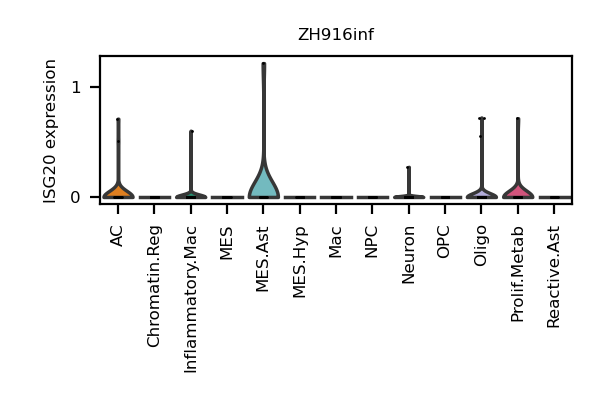 ZH916inf
ISG20 expression
1
0
AC
Chromatin.Reg
Inflammatory.Mac
MES
MES.Ast
MES.Hyp
Mac
NPC
Neuron
OPC
Oligo
Prolif.Metab
Reactive.Ast